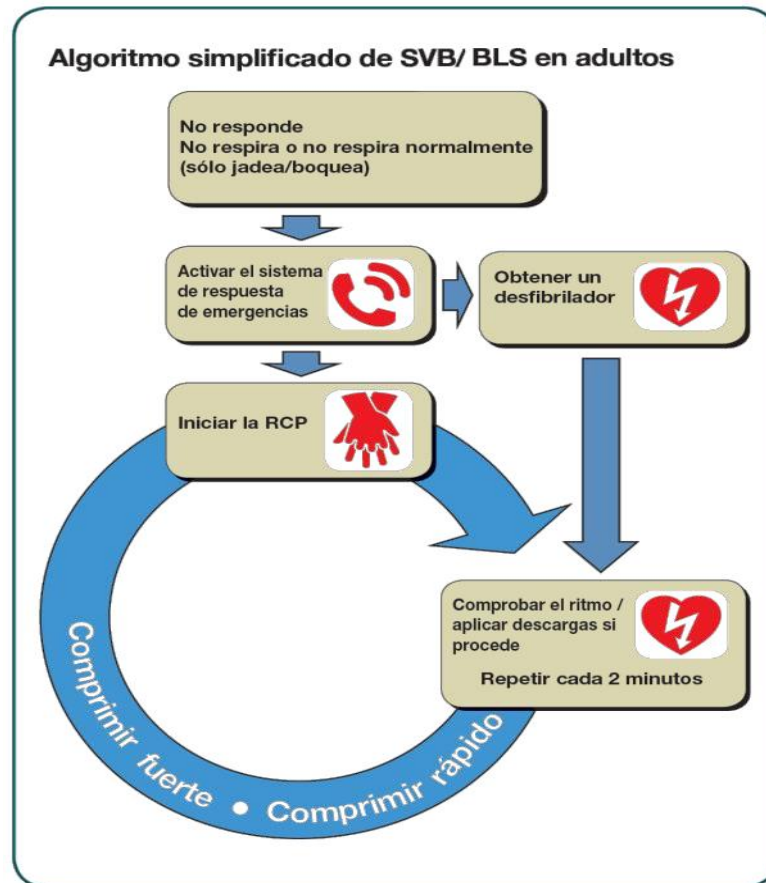 Algoritmo simplificado de SVB/ BLS en adultos
No responde
No respira o no respira normalmente
(sólo jadea/boquea)
Activar el sistema
de respuesta
de emergencias
Obtener un
desfibrilador
Iniciar la RCP
Comprobar el ritmo /
aplicar descargas si
procede
Repetir cada 2 minutos
Comprimir fuerte • Comprimir rápido